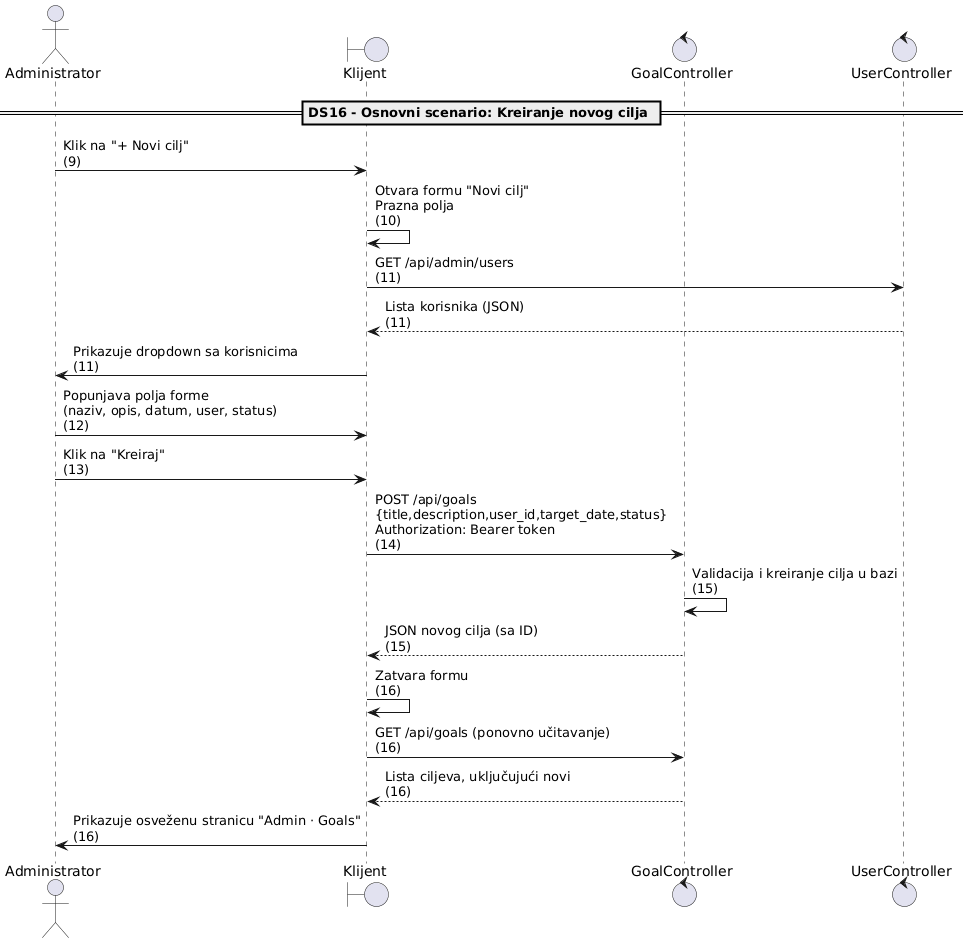 Administrator
Klijent
GoalController
UserController
DS16 - Osnovni scenario: Kreiranje novog cilja
Klik na "+ Novi cilj"
(9)
Otvara formu "Novi cilj"
Prazna polja
(10)
GET /api/admin/users
(11)
Lista korisnika (JSON)
(11)
Prikazuje dropdown sa korisnicima
(11)
Popunjava polja forme
(naziv, opis, datum, user, status)
(12)
Klik na "Kreiraj"
(13)
POST /api/goals
{title,description,user_id,target_date,status}
Authorization: Bearer token
(14)
Validacija i kreiranje cilja u bazi
(15)
JSON novog cilja (sa ID)
(15)
Zatvara formu
(16)
GET /api/goals (ponovno učitavanje)
(16)
Lista ciljeva, uključujući novi
(16)
Prikazuje osveženu stranicu "Admin · Goals"
(16)
Administrator
Klijent
GoalController
UserController